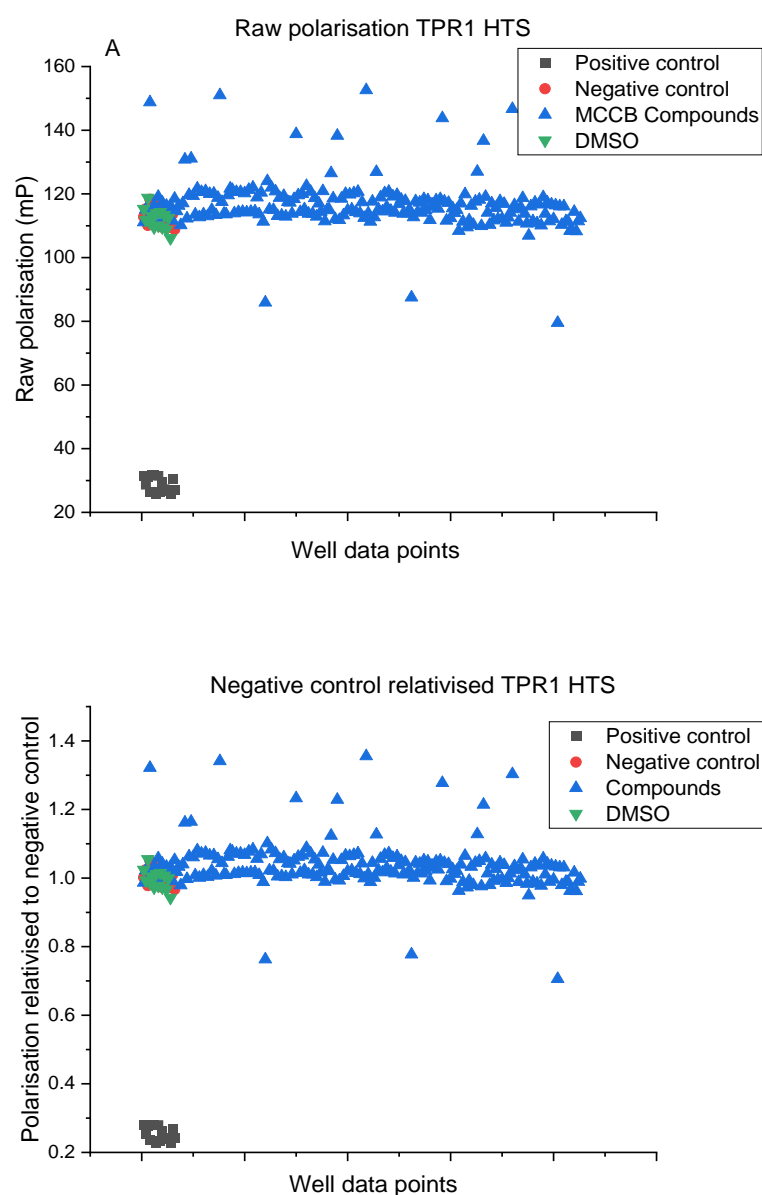 Raw polarisation TPR1 HTS
A
Positive control
Negative control
MCCB Compounds
DMSO
160
140
120
100
80
60
40
20
Raw polarisation (mP)
Well data points
Negative control relativised TPR1 HTS
Positive control
Negative control
Compounds
DMSO
1.4
1.2
1.0
0.8
0.6
0.4
0.2
Polarisation relativised to negative control
Well data points